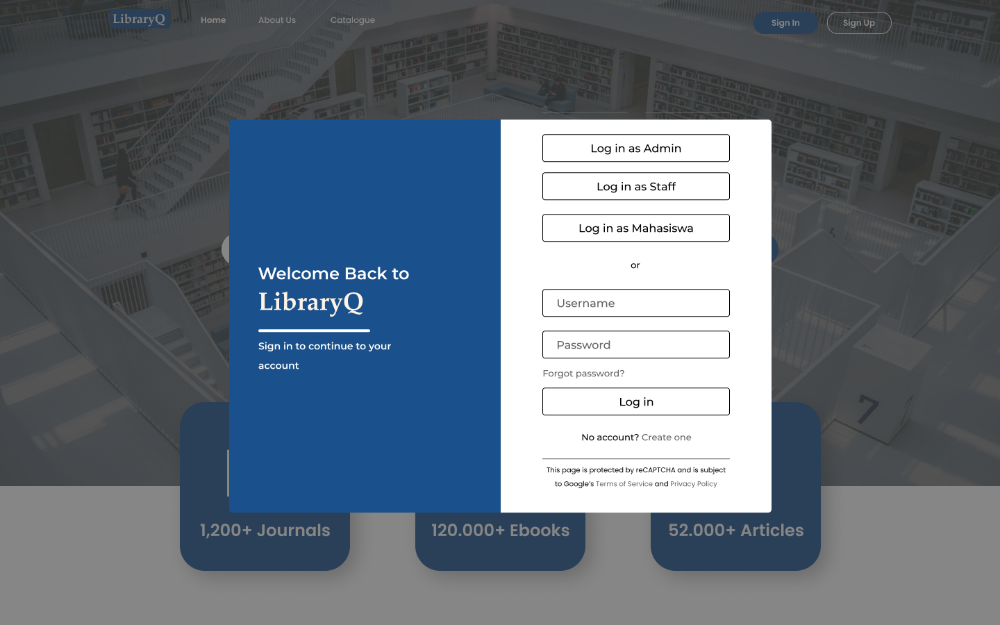 LibraryQ
Home
About Us
Catalogue
Sign In
Sign Up
Welcome Back to
LibraryQ
Sign in to continue to your
account
Log in as Admin
Log in as Staff
Log in as Mahasiswa
or
Username
Password
Forgot password?
Log in
No account? Create one
This page is protected by reCAPTCHA and is subject
to Google's Terms of Service and Privacy Policy
7
1,200+ Journals
120.000+ Ebooks
52.000+ Articles